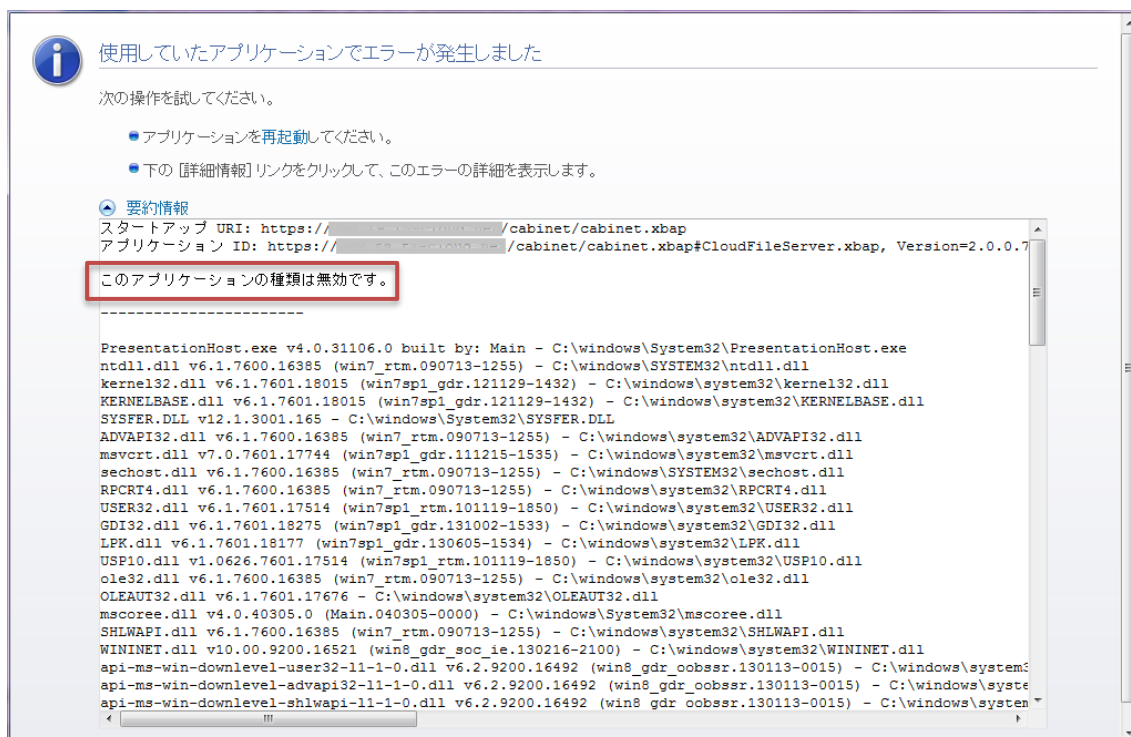 使用していたアプリケーションでエラーが発生しました
次の操作を試してください。
アプリケーションを再起動してください。
下の [詳細情報] リンクをクリックして、このエラーの詳細を表示します。
要約情報
スタートアップ URI: https:// /cabinet/cabinet.xbap
アプリケーション ID: https:// /cabinet/cabinet.xbap#CloudFileServer.xbap, Version=2.0.0.7
このアプリケーションの種類は無効です。
-----------------------
PresentationHost.exe v4.0.31106.0 built by: Main - C:\windows\System32\PresentationHost.exe
ntdll.dll v6.1.7600.16385 (win7_rtm.090713-1255) - C:\windows\SYSTEM32\ntdll.dll
kernel32.dll v6.1.7601.18015 (win7sp1_gdr.121129-1432) - C:\windows\system32\kernel32.dll
KERNELBASE.dll v6.1.7601.18015 (win7sp1_gdr.121129-1432) - C:\windows\system32\KERNELBASE.dll
SYSFER.DLL v12.1.3001.165 - C:\windows\System32\SYSFER.DLL
ADVAPI32.dll v6.1.7600.16385 (win7_rtm.090713-1255) - C:\windows\system32\ADVAPI32.dll
msvcrt.dll v7.0.7601.17744 (win7sp1_gdr.111215-1535) - C:\windows\system32\msvcrt.dll
sechost.dll v6.1.7600.16385 (win7_rtm.090713-1255) - C:\windows\SYSTEM32\sechost.dll
RPCRT4.dll v6.1.7600.16385 (win7_rtm.090713-1255) - C:\windows\system32\RPCRT4.dll
USER32.dll v6.1.7601.17514 (win7sp1_rtm.101119-1850) - C:\windows\system32\USER32.dll
GDI32.dll v6.1.7601.18275 (win7sp1_gdr.131002-1533) - C:\windows\system32\GDI32.dll
LPK.dll v6.1.7601.18177 (win7sp1_gdr.130605-1534) - C:\windows\system32\LPK.dll
USP10.dll v1.0626.7601.17514 (win7sp1_rtm.101119-1850) - C:\windows\system32\USP10.dll
ole32.dll v6.1.7600.16385 (win7_rtm.090713-1255) - C:\windows\system32\ole32.dll
OLEAUT32.dll v6.1.7601.17676 - C:\windows\system32\OLEAUT32.dll
mscoree.dll v4.0.40305.0 (Main.040305-0000) - C:\windows\System32\mscoree.dll
SHLWAPI.dll v6.1.7600.16385 (win7_rtm.090713-1255) - C:\windows\system32\SHLWAPI.dll
WININET.dll v10.00.9200.16521 (win8_gdr_soc_ie.130216-2100) - C:\windows\system32\WININET.dll
api-ms-win-downlevel-user32-l1-1-0.dll v6.2.9200.16492 (win8_gdr_oobssr.130113-0015) - C:\windows\system3
api-ms-win-downlevel-advapi32-l1-1-0.dll v6.2.9200.16492 (win8_gdr_oobssr.130113-0015) - C:\windows\syste
api-ms-win-downlevel-shlwapi-l1-1-0.dll v6.2.9200.16492 (win8_gdr_oobssr.130113-0015) - C:\windows\system